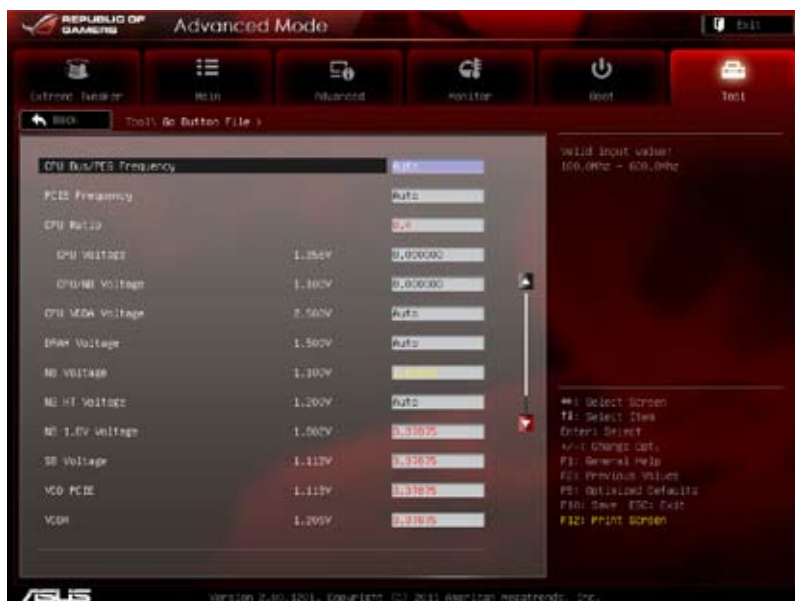 REPUBLIC OF GAMERS
Advanced Mode
Exit
Extreme Tweaker
Main
Advanced
Monitor
Boot
Tool
Back
Tool\ Go Button File >
CPU Bus/PEG Frequency Auto
PCIE Frequency Auto
CPU Ratio
CPU Voltage 0.000000
CPU/NB Voltage 1.100V 0.000000
CPU VDDA Voltage 2.500V Auto
DRAM Voltage 1.500V Auto
NB Voltage 1.100V
NB HT Voltage 1.200V Auto
NB 1.8V Voltage 1.802V
SB Voltage 1.113V
VDD PCIE 1.113V
VDDR 1.205V
Valid input value:
100.0Mhz - 600.0Mhz
: Select Screen
: Select Item
Enter: Select
+/-: Change Opt.
F1: General Help
F2: Previous Values
F5: Optimized Defaults
F10: Save ESC: Exit
F12: Print Screen
ASUS
Version 2.00.1201. Copyright (C) 2011 American Megatrends, Inc.